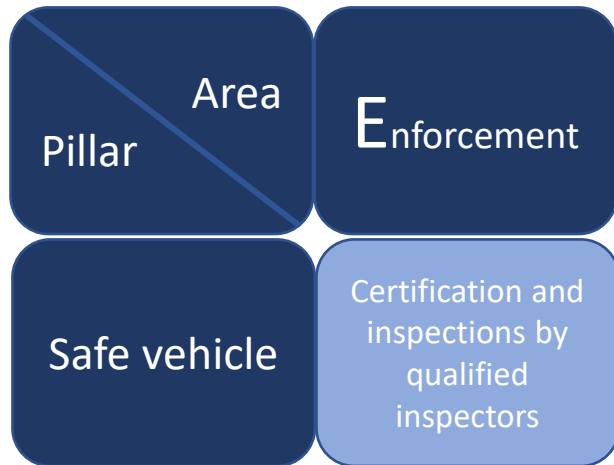 Area
Pillar
Enforcement
Safe vehicle
Certification and
inspections by
qualified
inspectors